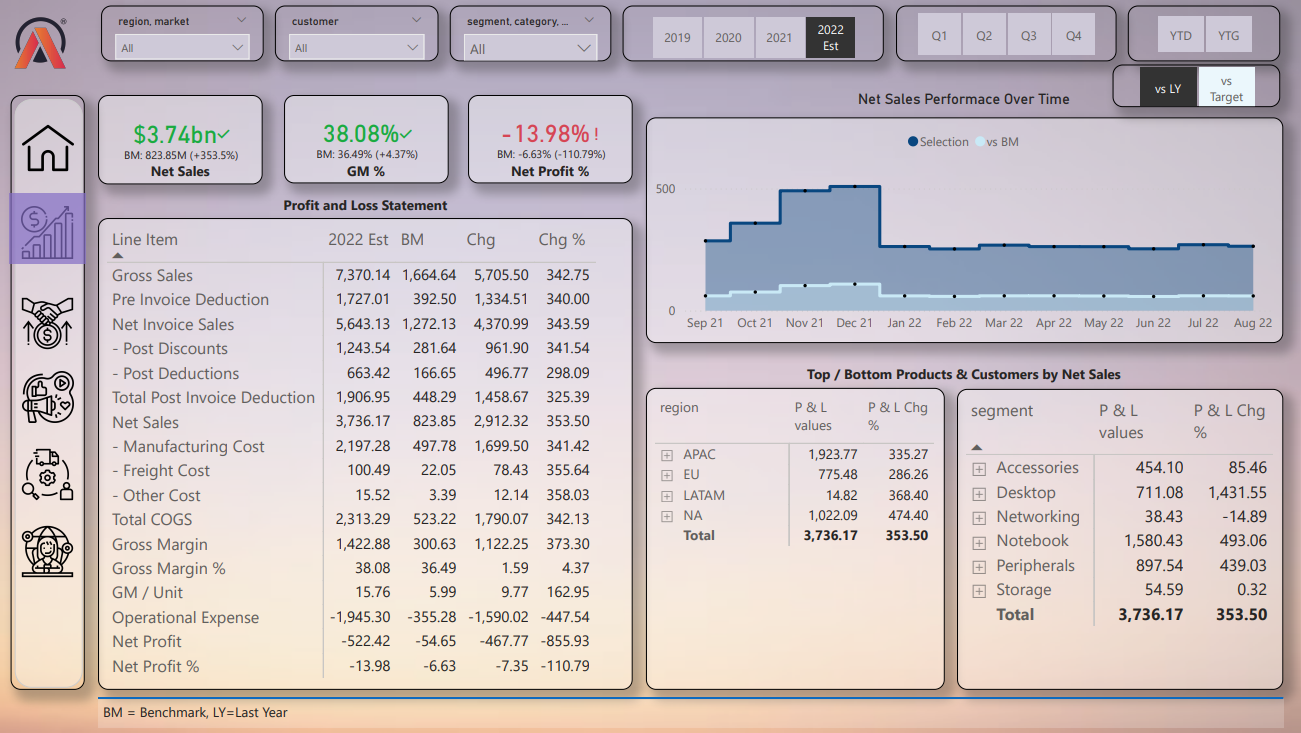 region, market
All
customer
All
segment, category, ...
All
2019 2020 2021 2022 Est
Q1 Q2 Q3 Q4
YTD YTG
vs LY vs Target
®
$3.74bn
BM: 823.85M (+353.5%)
Net Sales
38.08%
BM: 36.49% (+4.37%)
GM %
-13.98%!
BM: -6.63% (-110.79%)
Net Profit %
Profit and Loss Statement
Line Item 2022 Est BM Chg Chg %
Gross Sales 7,370.14 1,664.64 5,705.50 342.75
Pre Invoice Deduction 1,727.01 392.50 1,334.51 340.00
Net Invoice Sales 5,643.13 1,272.13 4,370.99 343.59
- Post Discounts 1,243.54 281.64 961.90 341.54
- Post Deductions 663.42 166.65 496.77 298.09
Total Post Invoice Deduction 1,906.95 448.29 1,458.67 325.39
Net Sales 3,736.17 823.85 2,912.32 353.50
- Manufacturing Cost 2,197.28 497.78 1,699.50 341.42
- Freight Cost 100.49 22.05 78.43 355.64
- Other Cost 15.52 3.39 12.14 358.03
Total COGS 2,313.29 523.22 1,790.07 342.13
Gross Margin 1,422.88 300.63 1,122.25 373.30
Gross Margin % 38.08 36.49 1.59 4.37
GM / Unit 15.76 5.99 9.77 162.95
Operational Expense -1,945.30 -355.28 -1,590.02 -447.54
Net Profit -522.42 -54.65 -467.77 -855.93
Net Profit % -13.98 -6.63 -7.35 -110.79
Net Sales Performace Over Time
Selection vs BM
500
0
Sep 21 Oct 21 Nov 21 Dec 21 Jan 22 Feb 22 Mar 22 Apr 22 May 22 Jun 22 Jul 22 Aug 22
Top / Bottom Products & Customers by Net Sales
region P & L values P & L Chg %
APAC 1,923.77 335.27
EU 775.48 286.26
LATAM 14.82 368.40
NA 1,022.09 474.40
Total 3,736.17 353.50
segment P & L values P & L Chg %
Accessories 454.10 85.46
Desktop 711.08 1,431.55
Networking 38.43 -14.89
Notebook 1,580.43 493.06
Peripherals 897.54 439.03
Storage 54.59 0.32
Total 3,736.17 353.50
BM = Benchmark, LY=Last Year